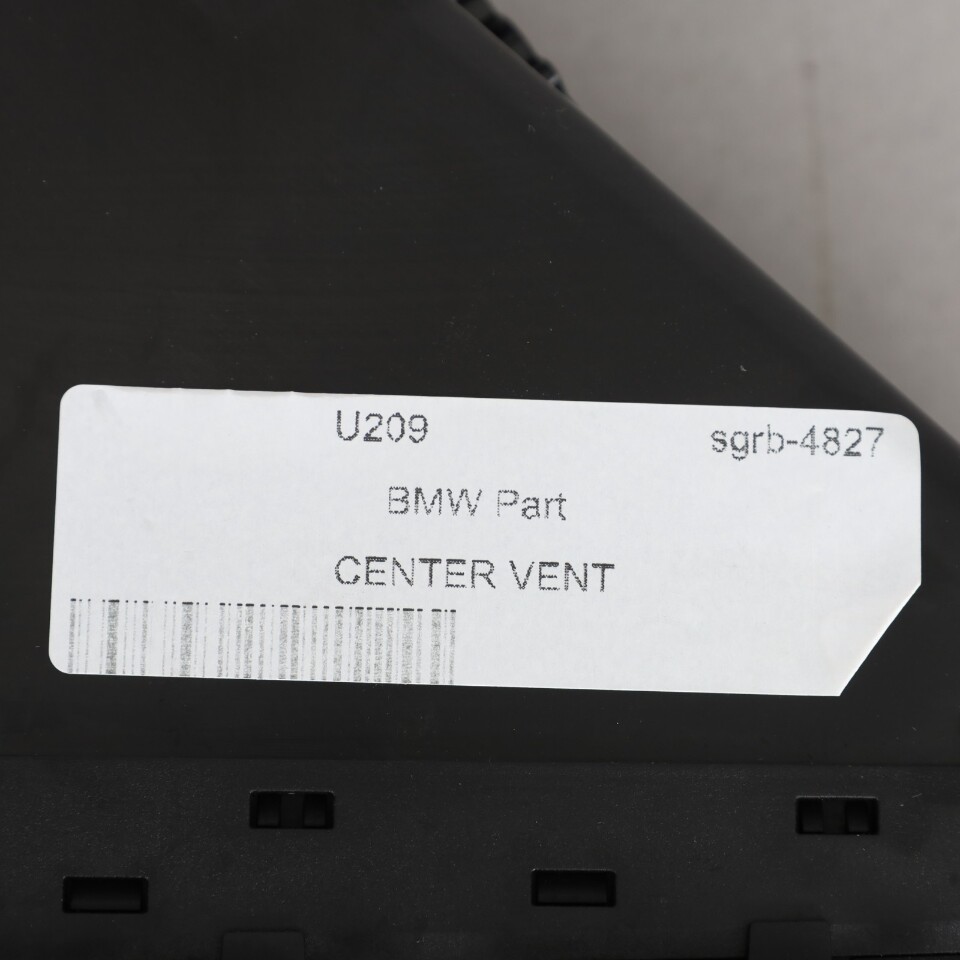 U209 sgrb-4827
BMW Part
CENTER VENT